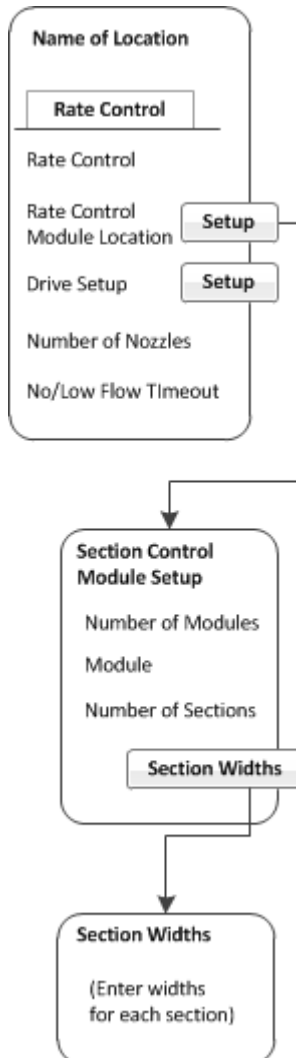 Name of Location
Rate Control
Rate Control
Rate Control
Module Location
Setup
Drive Setup
Setup
Number of Nozzles
No/Low Flow TImeout
Section Control
Module Setup
Number of Modules
Module
Number of Sections
Section Widths
Section Widths
(Enter widths
for each section)